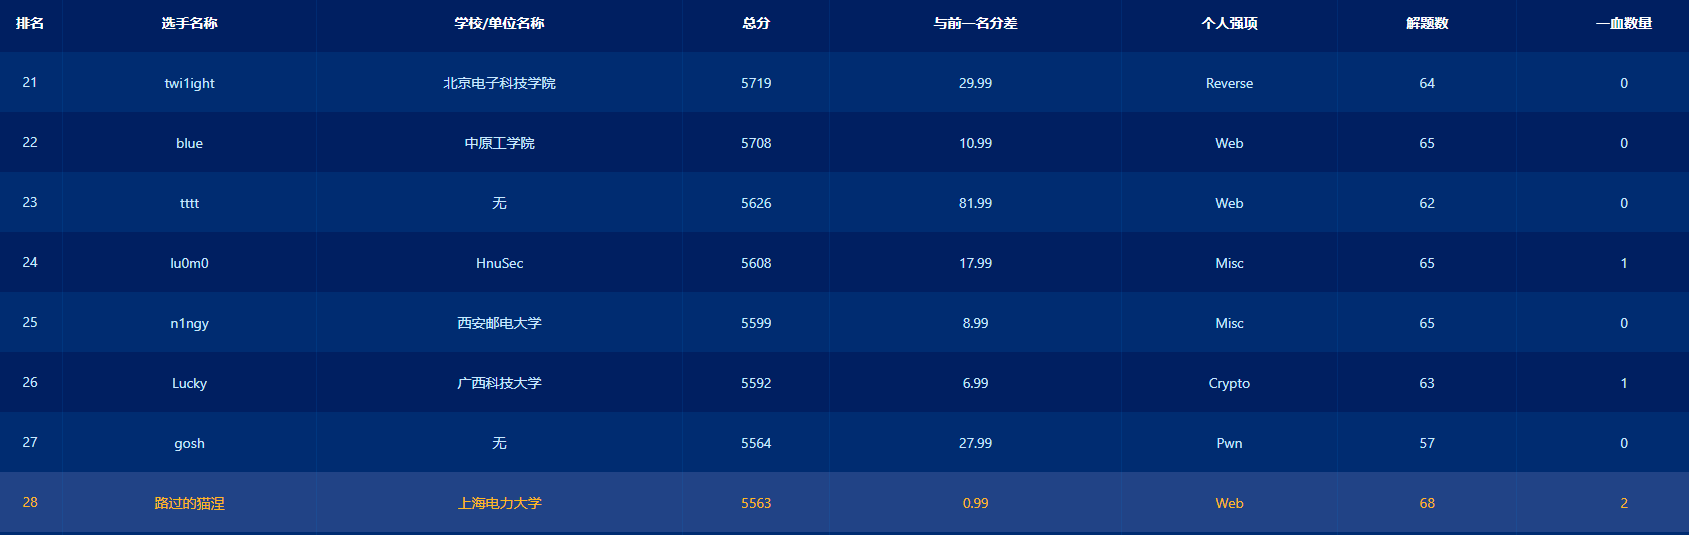 排名 选手名称 学校/单位名称 总分 与前一名分差 个人强项 解题数 一血数量
21 twi1ight 北京电子科技学院 5719 29.99 Reverse 64 0
22 blue 中原工学院 5708 10.99 Web 65 0
23 tttt 无 5626 81.99 Web 62 0
24 lu0m0 HnuSec 5608 17.99 Misc 65 1
25 n1ngy 西安邮电大学 5599 8.99 Misc 65 0
26 Lucky 广西科技大学 5592 6.99 Crypto 63 1
27 gosh 无 5564 27.99 Pwn 57 0
28 路过的猫涅 上海电力大学 5563 0.99 Web 68 2